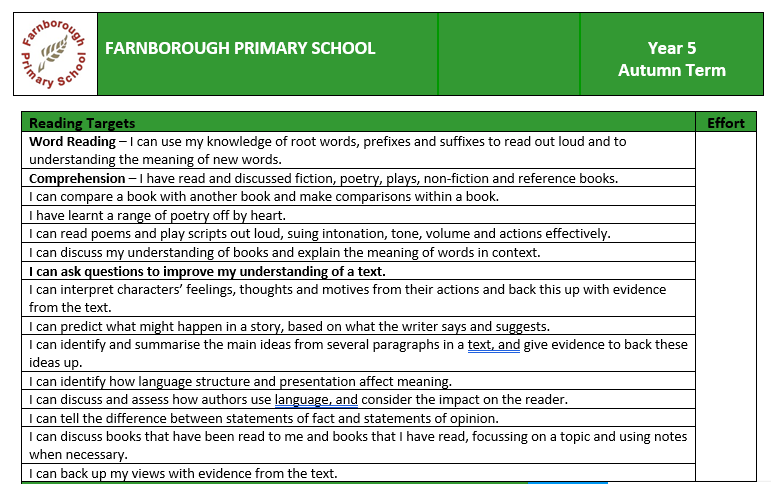 Farnborough
Primary School
FARNBOROUGH PRIMARY SCHOOL
Year 5
Autumn Term
Reading Targets
Effort
Word Reading – I can use my knowledge of root words, prefixes and suffixes to read out loud and to
understanding the meaning of new words.
Comprehension – I have read and discussed fiction, poetry, plays, non-fiction and reference books.
I can compare a book with another book and make comparisons within a book.
I have learnt a range of poetry off by heart.
I can read poems and play scripts out loud, suing intonation, tone, volume and actions effectively.
I can discuss my understanding of books and explain the meaning of words in context.
I can ask questions to improve my understanding of a text.
I can interpret characters’ feelings, thoughts and motives from their actions and back this up with evidence
from the text.
I can predict what might happen in a story, based on what the writer says and suggests.
I can identify and summarise the main ideas from several paragraphs in a text, and give evidence to back these
ideas up.
I can identify how language structure and presentation affect meaning.
I can discuss and assess how authors use language, and consider the impact on the reader.
I can tell the difference between statements of fact and statements of opinion.
I can discuss books that have been read to me and books that I have read, focussing on a topic and using notes
when necessary.
I can back up my views with evidence from the text.